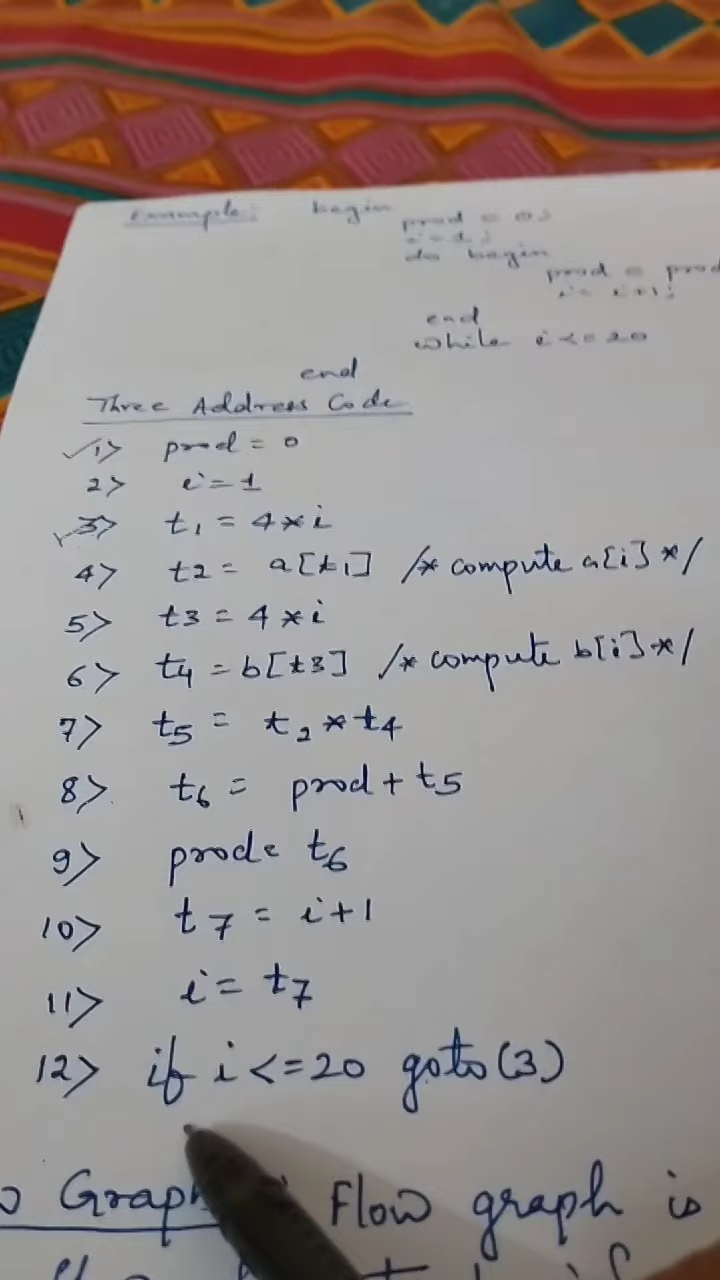 Example: begin
prod = 0;
i=1;
do begin
prod = prod
i= i+1;
end
while i<=20
end
Three Address Code
1> prod = 0
2> i=1
3> t1 = 4*i
4> t2 = a[t1] /* compute a[i] */
5> t3 = 4*i
6> t4 = b[t3] /* compute b[i] */
7> t5 = t2 * t4
8> t6 = prod + t5
9> prod= t6
10> t7 = i+1
11> i= t7
12> if i<=20 goto(3)
Graph Flow graph is